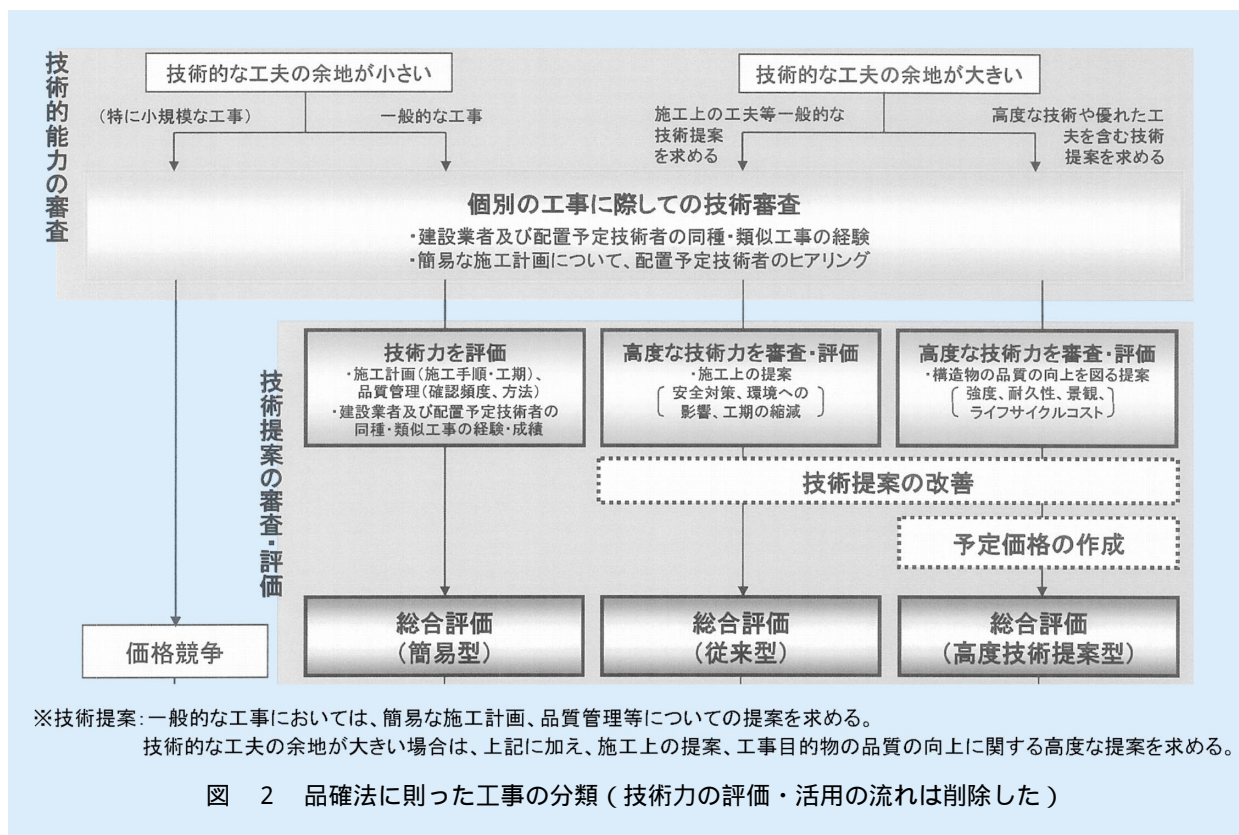 技術的能力の審査
技術的な工夫の余地が小さい
技術的な工夫の余地が大きい
(特に小規模な工事)
一般的な工事
施工上の工夫等一般的な
技術提案
を求める
高度な技術や優れた工
夫を含む技術
提案を求める
個別の工事に際しての技術審査
・建設業者及び配置予定技術者の同種・類似工事の経験
・簡易な施工計画について、配置予定技術者のヒアリング
技術提案の審査・評価
技術力を評価
・施工計画(施工手順・工期)、
品質管理(確認頻度、方法)
・建設業者及び配置予定技術者の
同種・類似工事の経験・成績
高度な技術力を審査・評価
・施工上の提案
安全対策、環境への
影響、工期の縮減
高度な技術力を審査・評価
・構造物の品質の向上を図る提案
強度、耐久性、景観、
ライフサイクルコスト
技術提案の改善
予定価格の作成
価格競争
総合評価
(簡易型)
総合評価
(従来型)
総合評価
(高度技術提案型)
※技術提案:一般的な工事においては、簡易な施工計画、品質管理等についての提案を求める。
技術的な工夫の余地が大きい場合は、上記に加え、施工上の提案、工事目的物の品質の向上に関する高度な提案を求める。
図 2 品確法に則った工事の分類(技術力の評価・活用の流れは削除した)